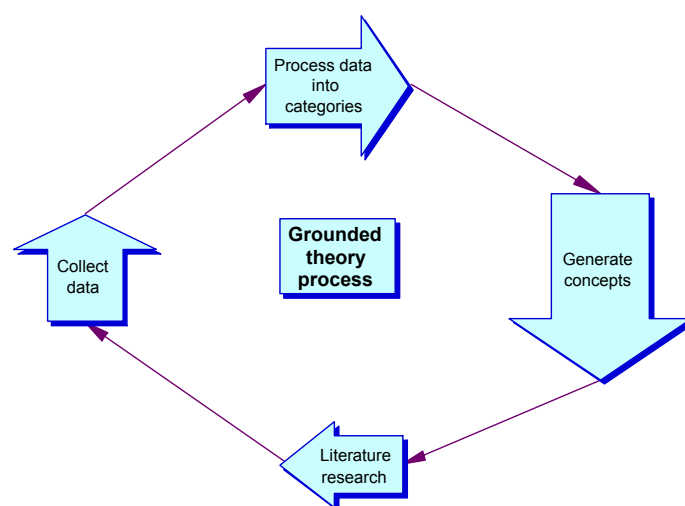 Process data
into
categories
Grounded
theory
process
Collect
data
Generate
concepts
Literature
research